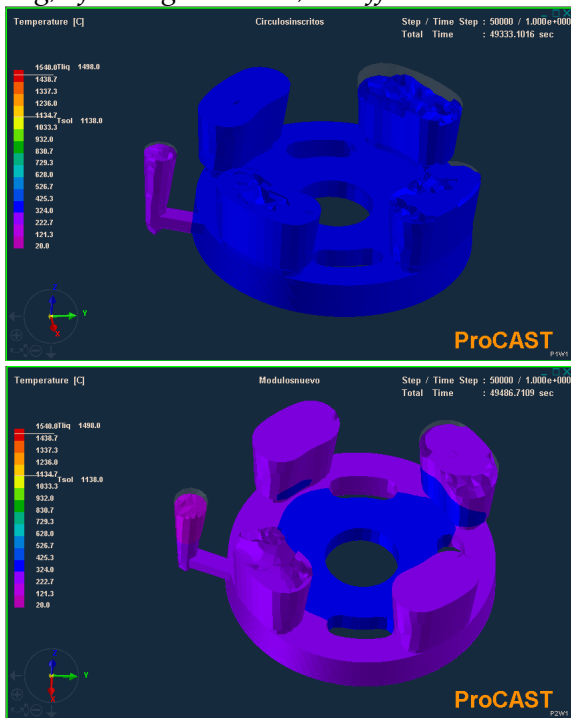 Temperature [C]
Circulosinscritos
Step / Time Step : 50000 / 1.000e+000
Total Time : 49333.1016 sec
1540.0Tliq 1498.0
1438.7
1337.3
1236.0
1134.7
Tsol 1138.0
1033.3
932.0
830.7
729.3
628.0
526.7
425.3
324.0
222.7
121.3
20.0
Y
X
ProCAST
P1W1
Temperature [C]
Modulosnuevo
Step / Time Step : 50000 / 1.000e+000
Total Time : 49486.7109 sec
1540.0Tliq 1498.0
1438.7
1337.3
1236.0
1134.7
Tsol 1138.0
1033.3
932.0
830.7
729.3
628.0
526.7
425.3
324.0
222.7
121.3
20.0
Y
X
ProCAST
P2W1